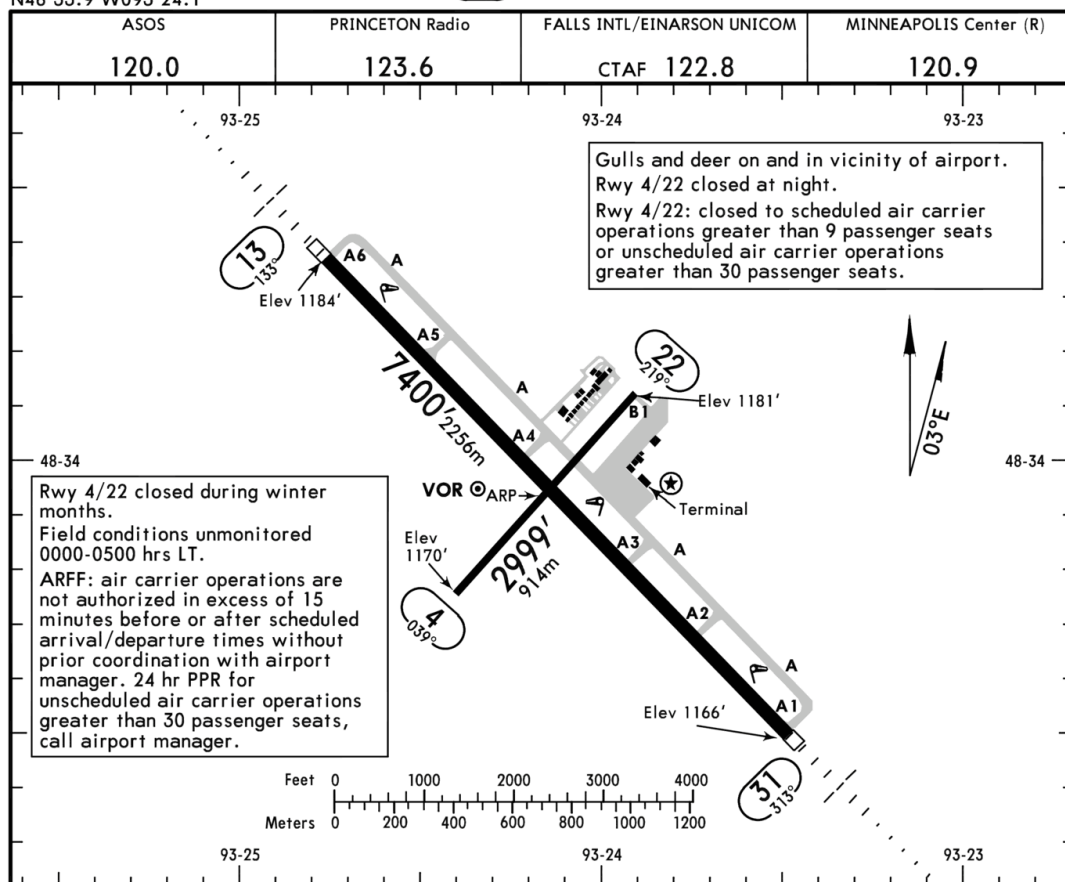 ASOS
120.0
PRINCETON Radio
123.6
FALLS INTL/EINARSON UNICOM
CTAF 122.8
MINNEAPOLIS Center (R)
120.9
93-25
93-24
93-23
Gulls and deer on and in vicinity of airport.
Rwy 4/22 closed at night.
Rwy 4/22: closed to scheduled air carrier
operations greater than 9 passenger seats
or unscheduled air carrier operations
greater than 30 passenger seats.
13
133°
Elev 1184'
A6
A
A5
7400'
2256m
A
A4
22
219°
Elev 1181'
B1
03°E
48-34
48-34
VOR
ARP
Terminal
Rwy 4/22 closed during winter
months.
Field conditions unmonitored
0000-0500 hrs LT.
ARFF: air carrier operations are
not authorized in excess of 15
minutes before or after scheduled
arrival/departure times without
prior coordination with airport
manager. 24 hr PPR for
unscheduled air carrier operations
greater than 30 passenger seats,
call airport manager.
Elev
1170'
2999'
914m
4
039°
A3
A
A2
A
A1
Elev 1166'
31
313°
Feet 0 1000 2000 3000 4000
Meters 0 200 400 600 800 1000 1200
93-25
93-24
93-23